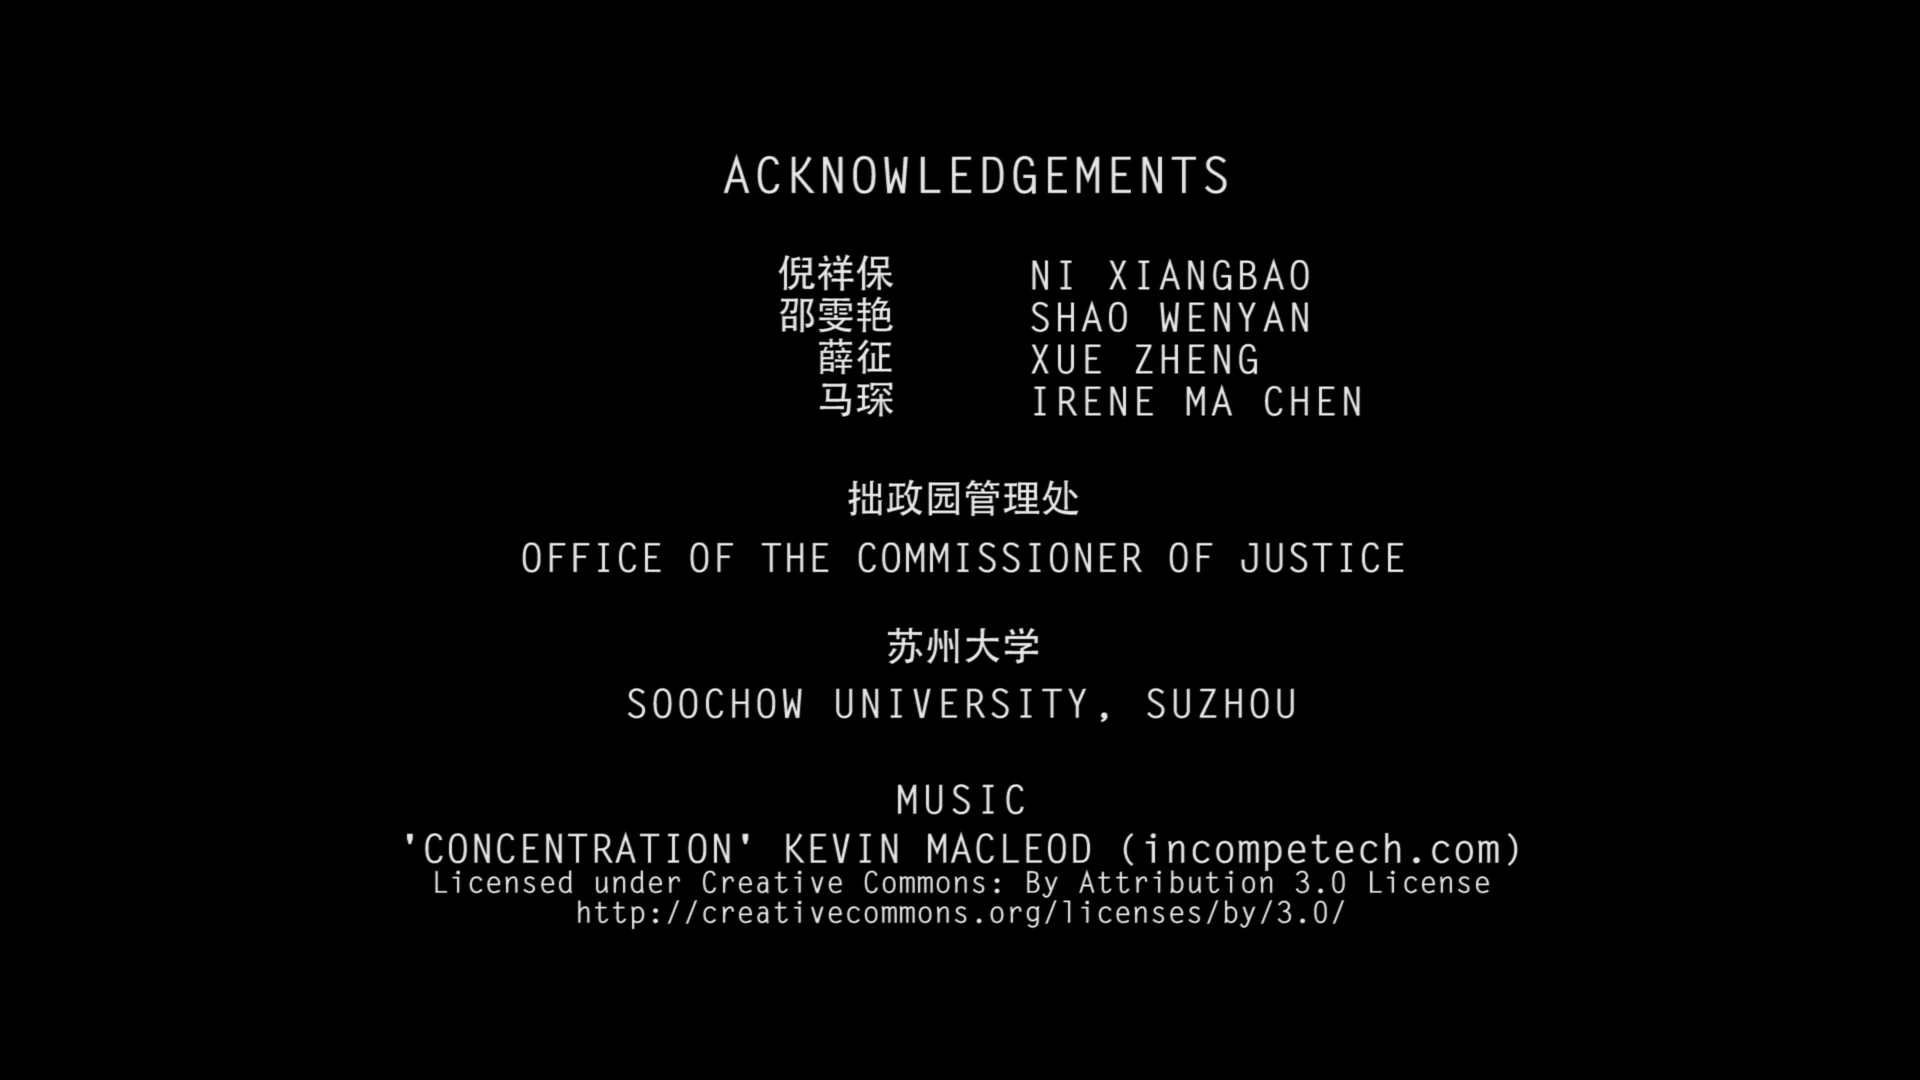 ACKNOWLEDGEMENTS
倪祥保 NI XIANGBAO
邵雯艳 SHAO WENYAN
薛征 XUE ZHENG
马琛 IRENE MA CHEN
拙政园管理处
OFFICE OF THE COMMISSIONER OF JUSTICE
苏州大学
SOOCHOW UNIVERSITY, SUZHOU
MUSIC
'CONCENTRATION' KEVIN MACLEOD (incompetech.com)
Licensed under Creative Commons: By Attribution 3.0 License
http://creativecommons.org/licenses/by/3.0/